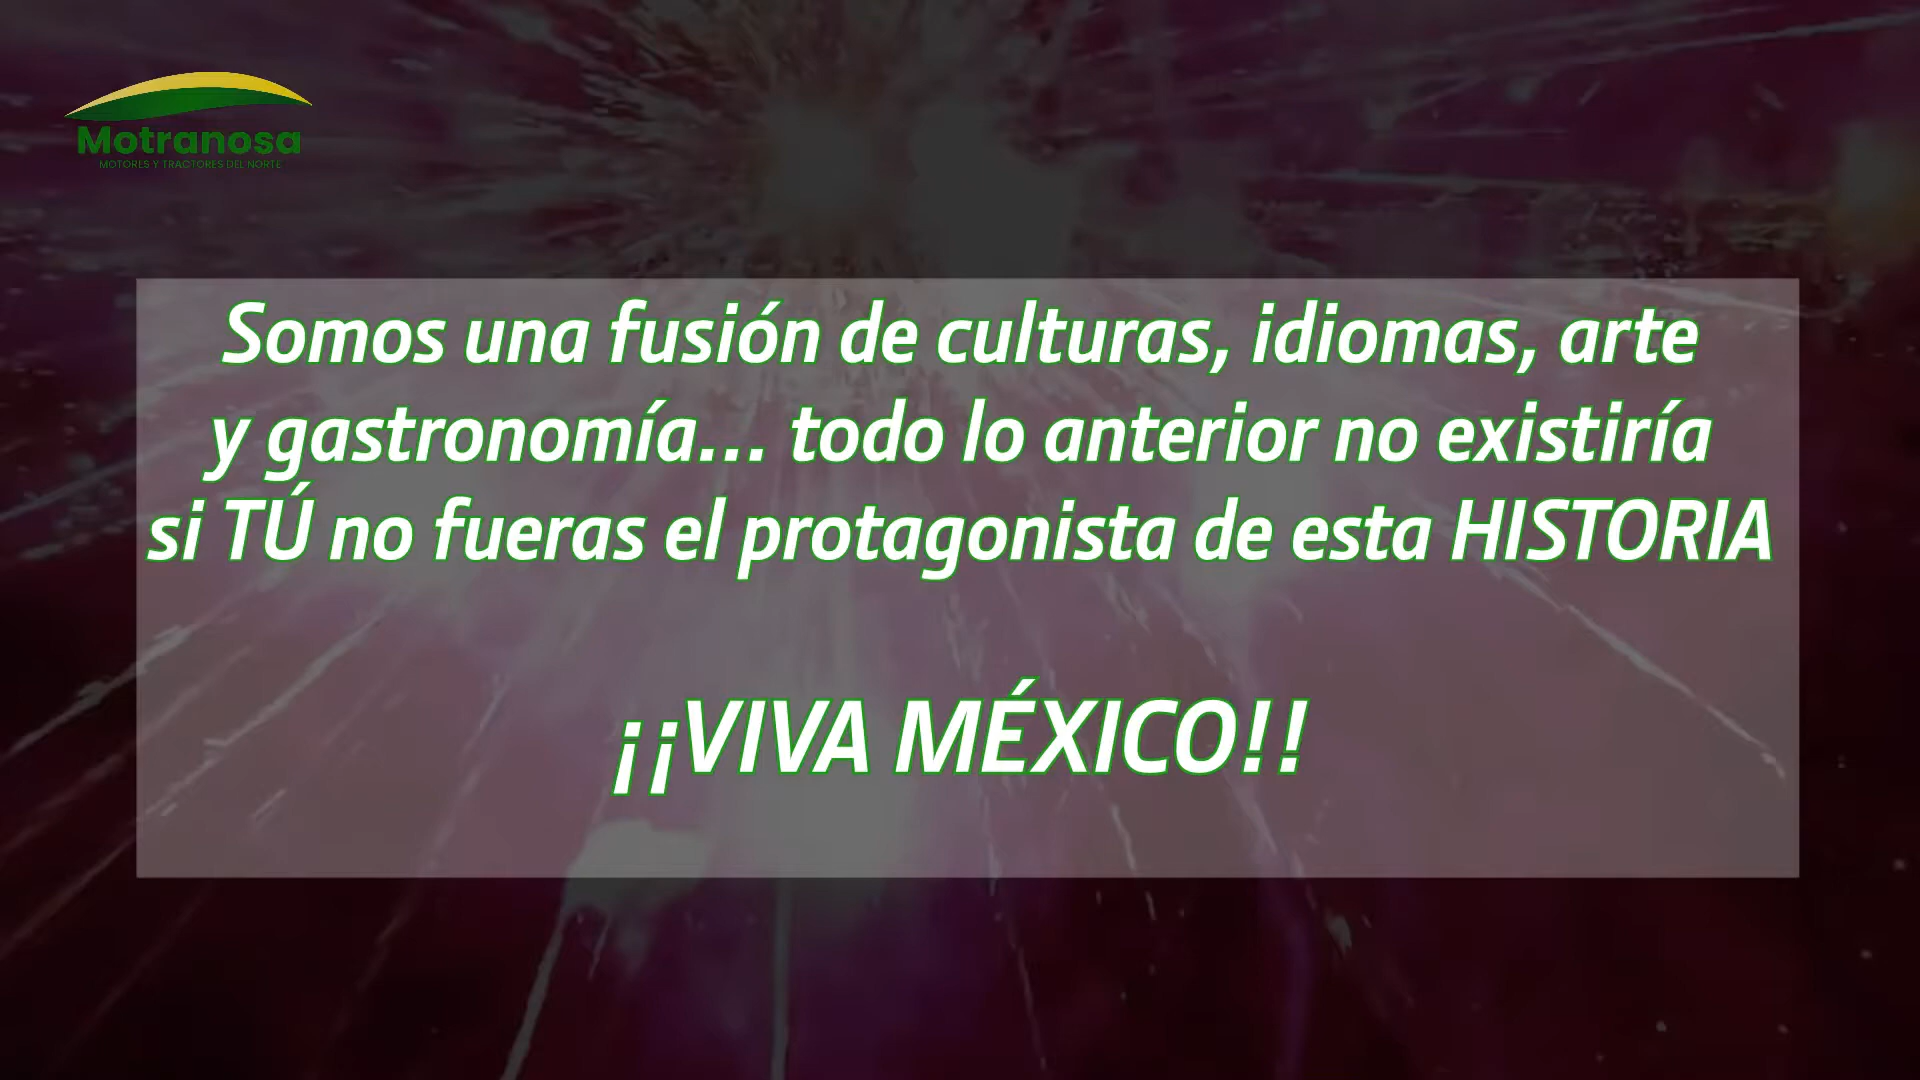 Motranosa
MOTORES Y TRACTORES DEL NORTE
Somos una fusión de culturas, idiomas, arte
y gastronomía... todo lo anterior no existiría
si TÚ no fueras el protagonista de esta HISTORIA
¡¡VIVA MÉXICO!!